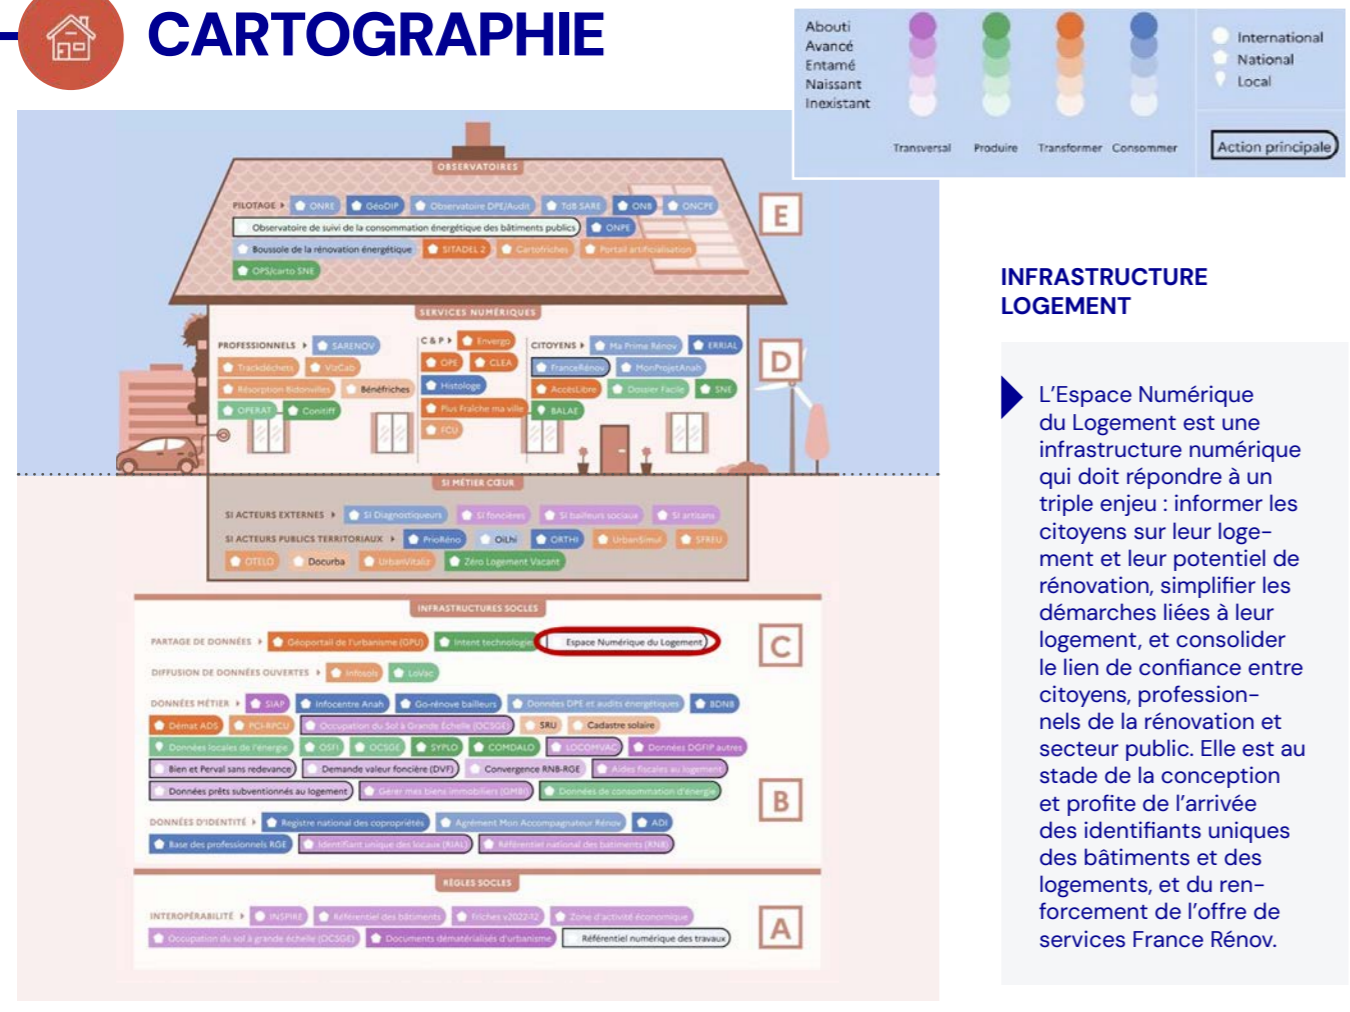 CARTOGRAPHIE
Abouti
Avancé
Entamé
Naissant
Inexistant
Transversal Produire Transformer Consommer
International
National
Local
Action principale
OBSERVATOIRES
PILOTAGE ONRE GéoDIP Observatoire DPE/Audit TdB SARE ONB ONCPE
Observatoire de suivi de la consommation énergétique des bâtiments publics ONPE
Boussole de la rénovation énergétique SITADEL 2 Cartofriches Portail artificialisation
OPS/carto SNE
E
SERVICES NUMÉRIQUES
PROFESSIONNELS SARENOV
Trackdéchets VizCab
Résorption Bidonvilles Bénéfriches
OPERAT Conitiff
C & P Envergo
OPE CLEA
Histologe
Plus Fraîche ma ville
FCU
CITOYENS Ma Prime Rénov ERRIAL
FranceRénov MonProjetAnah
AccèsLibre Dossier Facile SNE
BALAE
D
SI MÉTIER CŒUR
SI ACTEURS EXTERNES SI Diagnostiqueurs SI foncières SI bailleurs sociaux SI artisans
SI ACTEURS PUBLICS TERRITORIAUX PrioRéno OiLhi ORTHI UrbanSimul SFREU
OTELO Docurba UrbanVitaliz Zéro Logement Vacant
INFRASTRUCTURES SOCLES
PARTAGE DE DONNÉES Géoportail de l'urbanisme (GPU) Intent technologie Espace Numérique du Logement
C
DIFFUSION DE DONNÉES OUVERTES Infosols LoVac
DONNÉES MÉTIER SIAP Infocentre Anah Go-rénove bailleurs Données DPE et audits énergétiques BDNB
Démat ADS PCI-RPCU Occupation du Sol à Grande Échelle (OCSGE) SRU Cadastre solaire
Données locales de l'énergie OSFI OCSGE SYPLO COMDALO LOCOMVAC Données DGFIP autres
Bien et Perval sans redevance Demande valeur foncière (DVF) Convergence RNB-RGE Aides fiscales au logement
Données prêts subventionnés au logement Gérer mes biens immobiliers (GMBI) Données de consommation d'énergie
B
DONNÉES D'IDENTITÉ Registre national des copropriétés Agrément Mon Accompagnateur Rénov ADI
Base des professionnels RGE Identifiant unique des locaux (RIAL) Référentiel national des batiments (RNB)
RÈGLES SOCLES
INTEROPÉRABILITÉ INSPIRE Référentiel des bâtiments Friches v2022-12 Zone d'activité économique
Occupation du sol à grande échelle (OCSGE) Documents dématérialisés d'urbanisme Référentiel numérique des travaux
A
INFRASTRUCTURE
LOGEMENT
L'Espace Numérique
du Logement est une
infrastructure numérique
qui doit répondre à un
triple enjeu : informer les
citoyens sur leur loge-
ment et leur potentiel de
rénovation, simplifier les
démarches liées à leur
logement, et consolider
le lien de confiance entre
citoyens, profession-
nels de la rénovation et
secteur public. Elle est au
stade de la conception
et profite de l'arrivée
des identifiants uniques
des bâtiments et des
logements, et du ren-
forcement de l'offre de
services France Rénov.